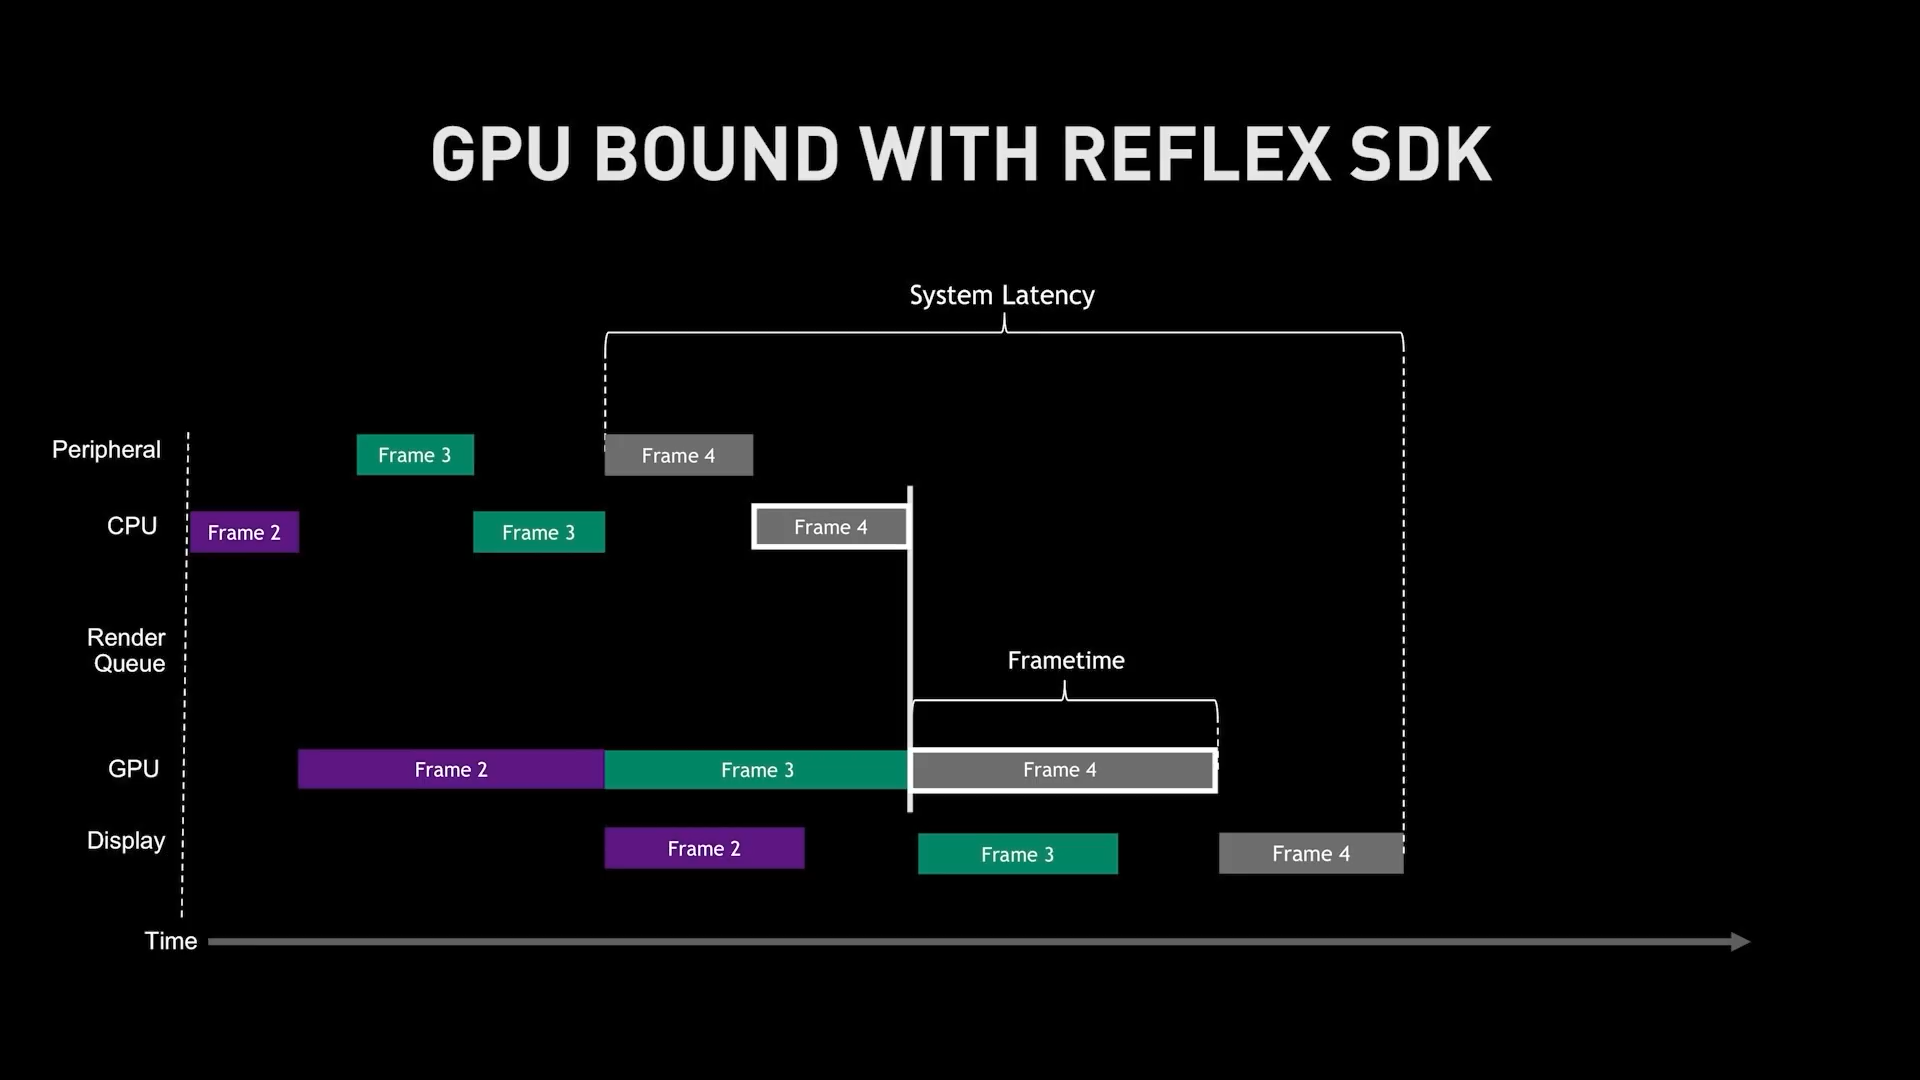 GPU BOUND WITH REFLEX SDK
System Latency
Peripheral
Frame 3
Frame 4
CPU
Frame 2
Frame 3
Frame 4
Render
Queue
Frametime
GPU
Frame 2
Frame 3
Frame 4
Display
Frame 2
Frame 3
Frame 4
Time